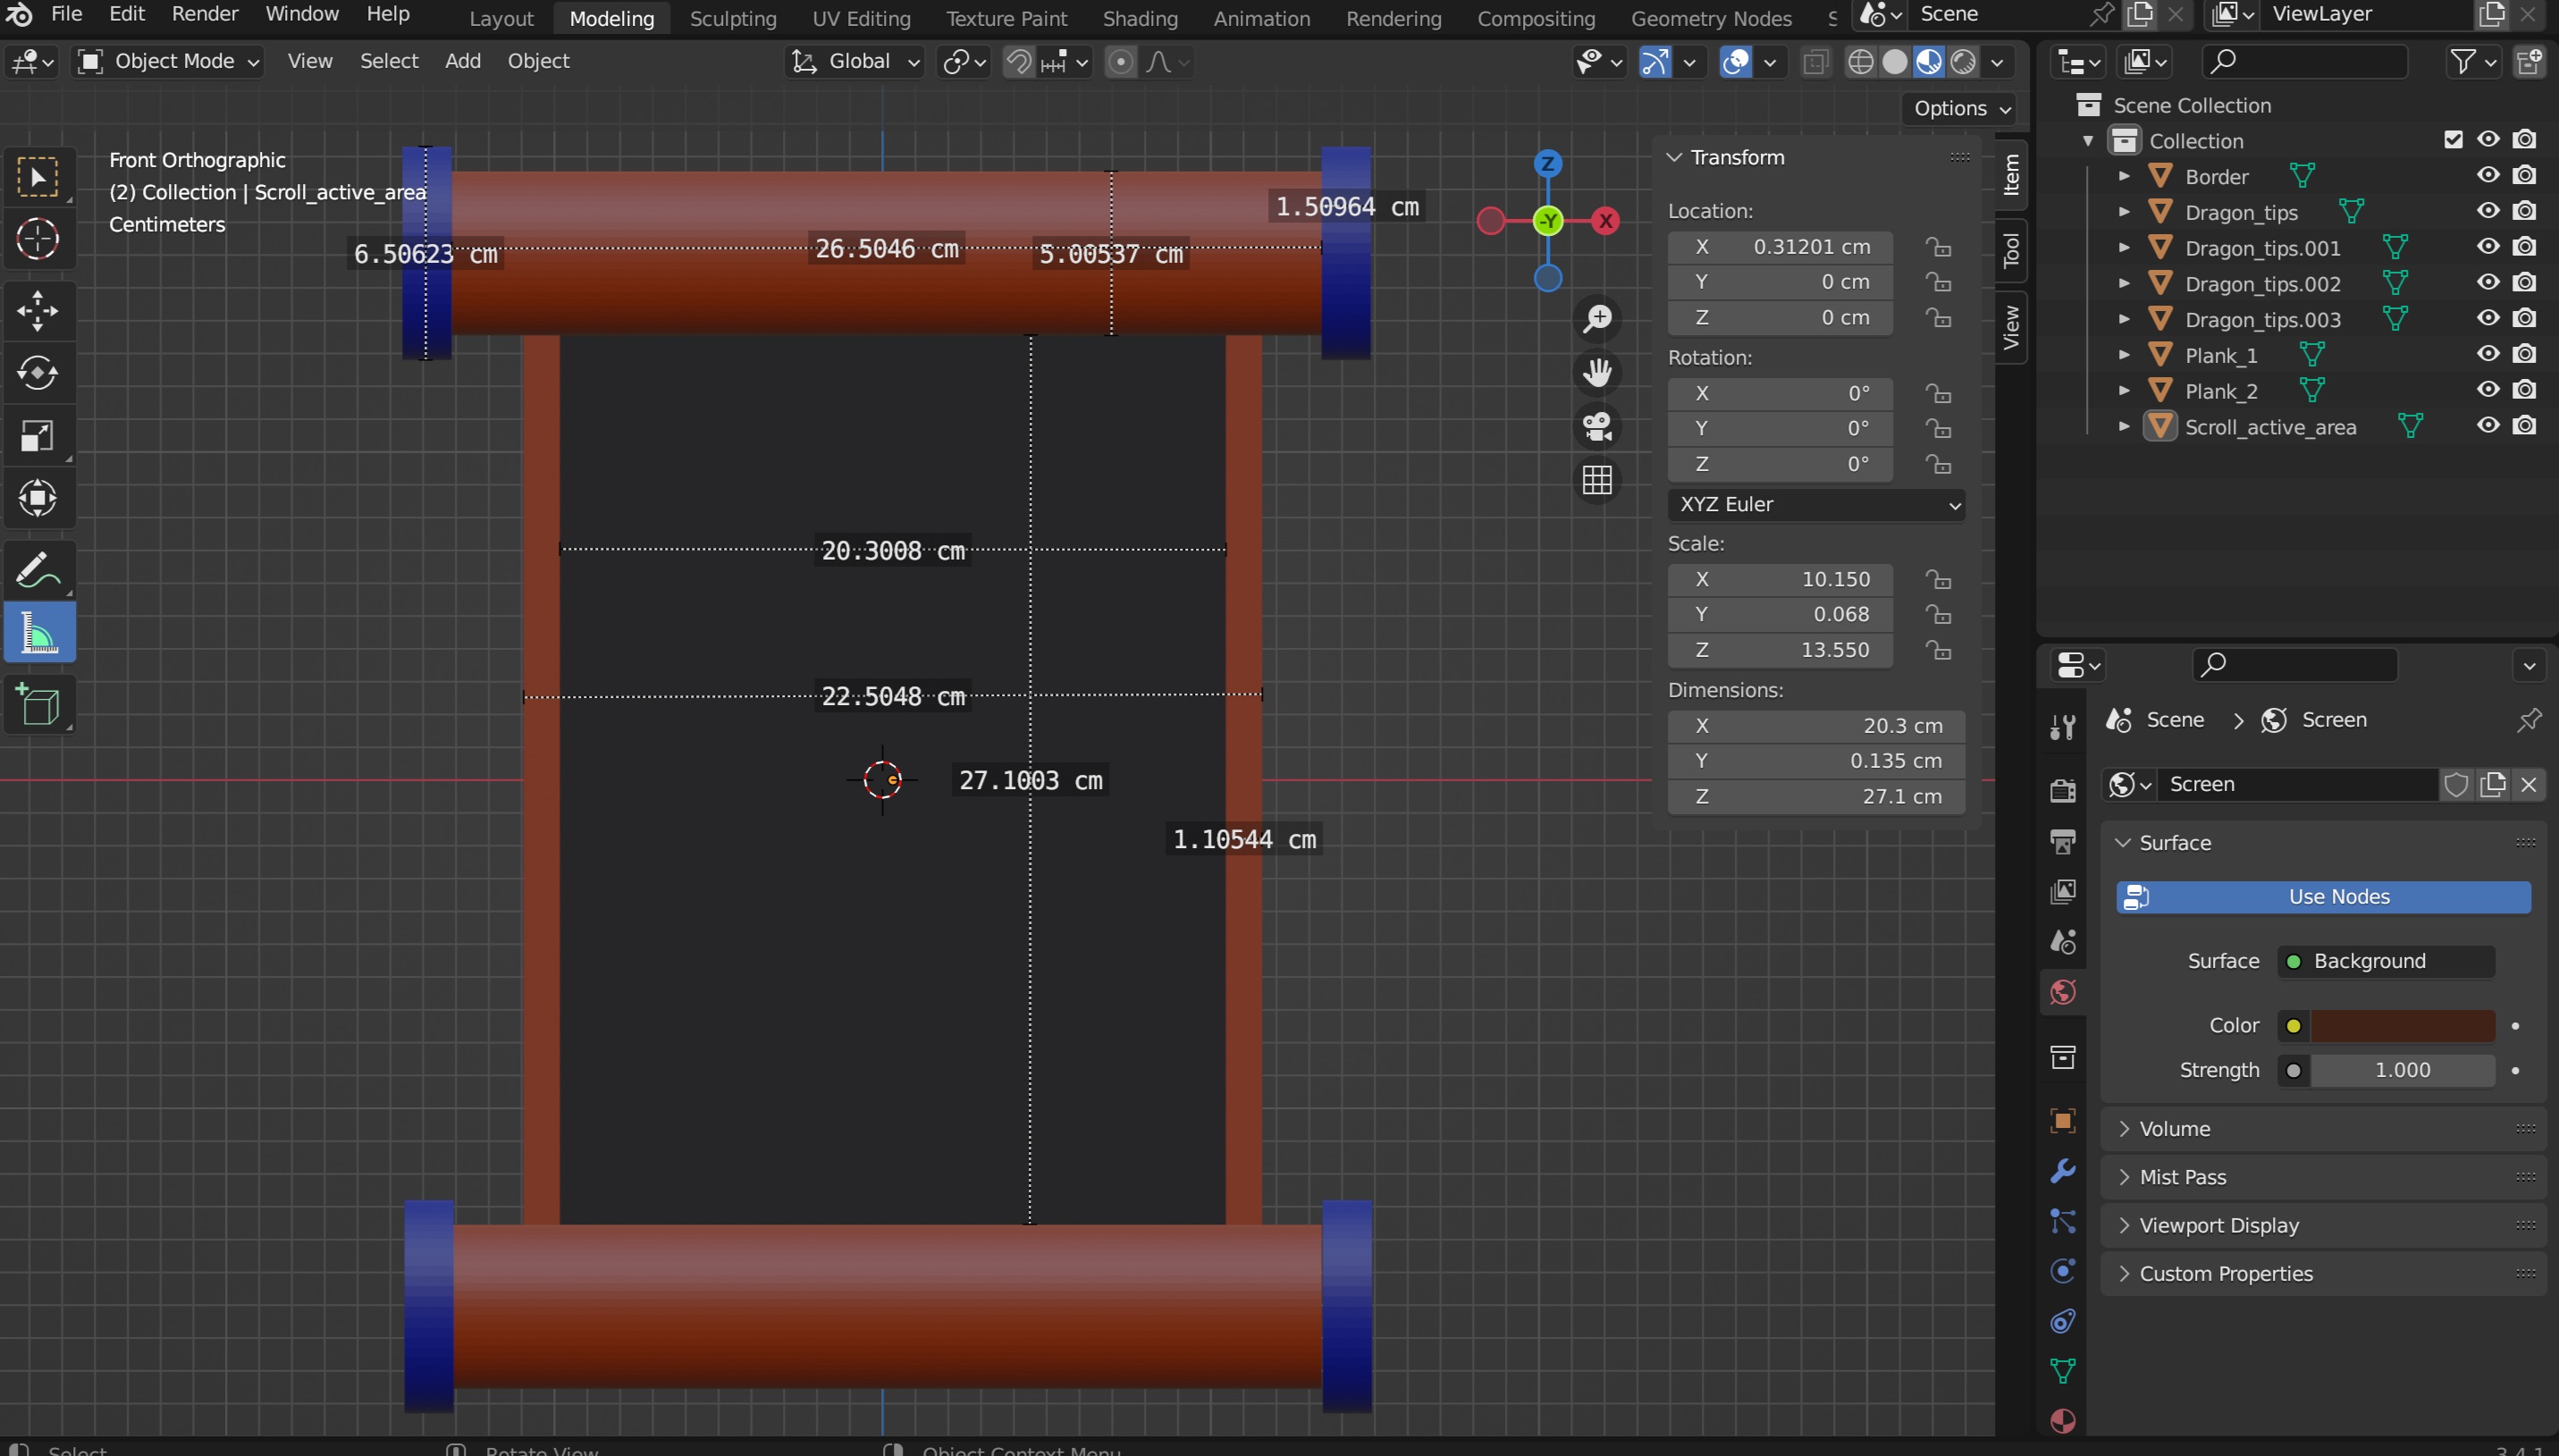 File Edit Render Window Help
Layout Modeling Sculpting UV Editing Texture Paint Shading Animation Rendering Compositing Geometry Nodes
Scene
ViewLayer
Object Mode View Select Add Object
Global
Options
Front Orthographic
(2) Collection | Scroll_active_area
Centimeters
6.50623 cm
26.5046 cm
5.00537 cm
1.50964 cm
20.3008 cm
22.5048 cm
27.1003 cm
1.10544 cm
Z
-Y
X
Transform
Location:
X 0.31201 cm
Y 0 cm
Z 0 cm
Rotation:
X 0°
Y 0°
Z 0°
XYZ Euler
Scale:
X 10.150
Y 0.068
Z 13.550
Dimensions:
X 20.3 cm
Y 0.135 cm
Z 27.1 cm
Item
Tool
View
Scene Collection
Collection
Border
Dragon_tips
Dragon_tips.001
Dragon_tips.002
Dragon_tips.003
Plank_1
Plank_2
Scroll_active_area
Scene > Screen
Screen
Surface
Use Nodes
Surface Background
Color
Strength 1.000
Volume
Mist Pass
Viewport Display
Custom Properties
Select Rotate View Object Context Menu
3.4.1